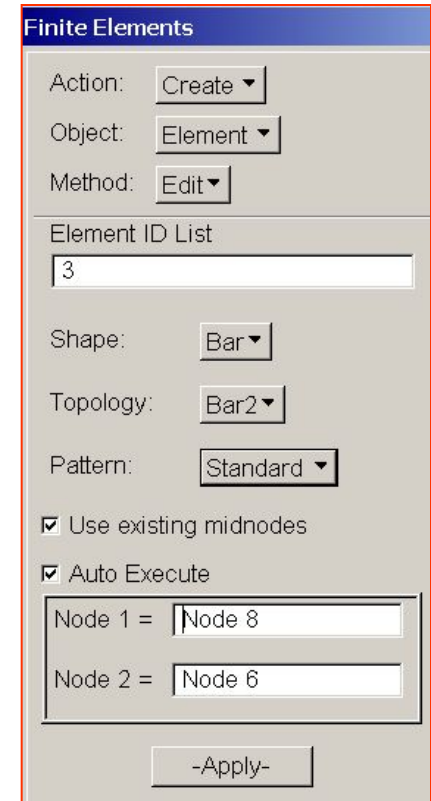 Finite Elements
Action: Create
Object: Element
Method: Edit
Element ID List
3
Shape: Bar
Topology: Bar2
Pattern: Standard
Use existing midnodes
Auto Execute
Node 1 = Node 8
Node 2 = Node 6
-Apply-